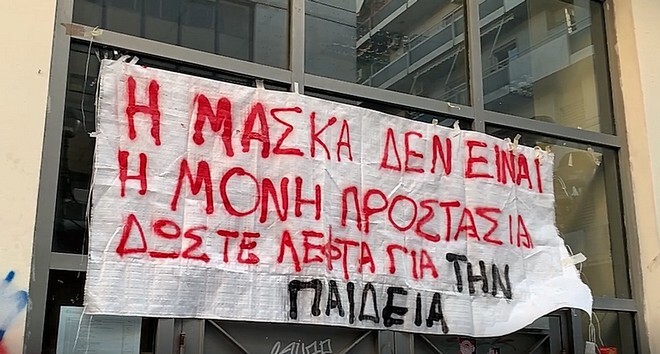 Η ΜΑΣΚΑ ΔΕΝ ΕΙΝΑΙ
Η ΜΟΝΗ ΠΡΟΣΤΑΣΙΑ
ΔΩΣΤΕ ΛΕΦΤΑ ΓΙΑ ΤΗΝ
ΠΑΙΔΕΙΑ